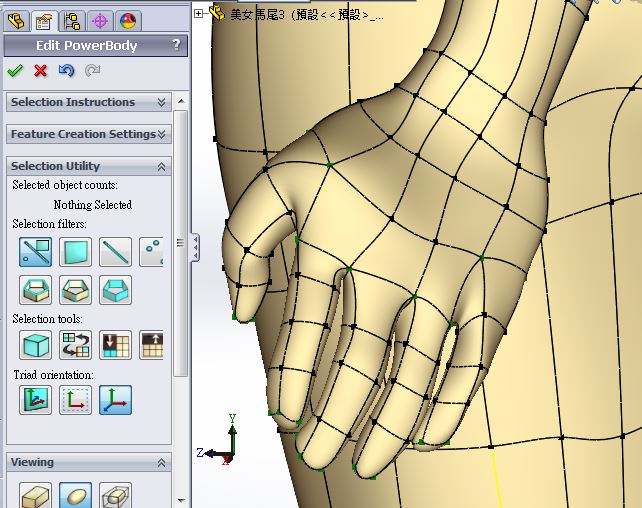 美女馬尾3 (預設<<預設>_...
Edit PowerBody
?
Selection Instructions
Feature Creation Settings
Selection Utility
Selected object counts:
Nothing Selected
Selection filters:
Selection tools:
Triad orientation:
Viewing
Y
Z
X